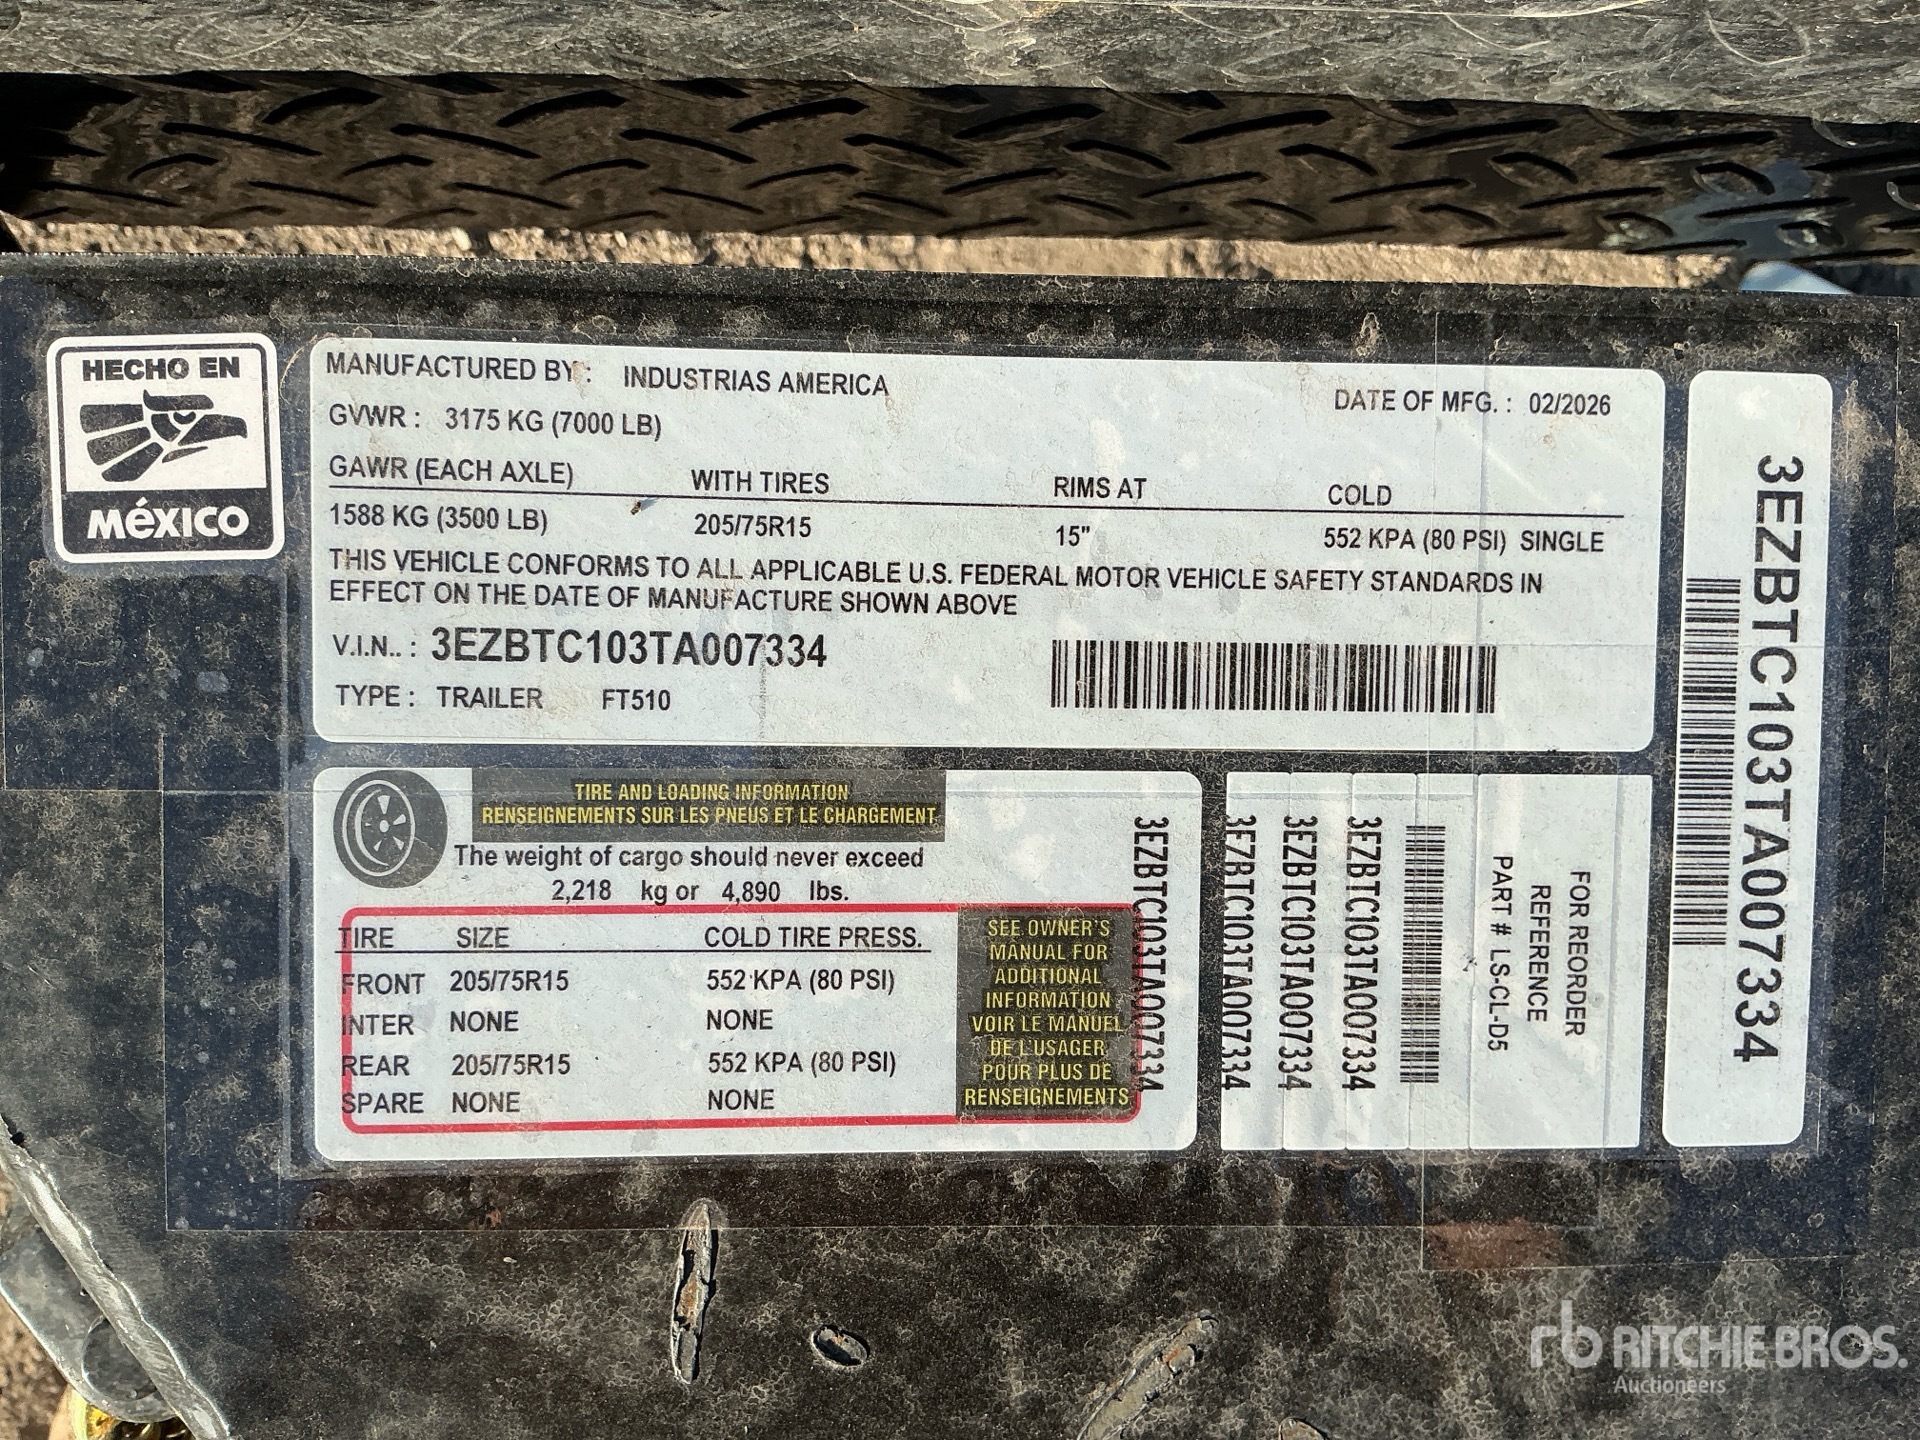 HECHO EN
MéXICO
MANUFACTURED BY : INDUSTRIAS AMERICA
DATE OF MFG. : 02/2026
GVWR : 3175 KG (7000 LB)
GAWR (EACH AXLE) WITH TIRES RIMS AT COLD
1588 KG (3500 LB) 205/75R15 15" 552 KPA (80 PSI) SINGLE
THIS VEHICLE CONFORMS TO ALL APPLICABLE U.S. FEDERAL MOTOR VEHICLE SAFETY STANDARDS IN
EFFECT ON THE DATE OF MANUFACTURE SHOWN ABOVE
V.I.N.. : 3EZBTC103TA007334
TYPE : TRAILER FT510
3EZBTC103TA007334
TIRE AND LOADING INFORMATION
RENSEIGNEMENTS SUR LES PNEUS ET LE CHARGEMENT
The weight of cargo should never exceed
2,218 kg or 4,890 lbs.
TIRE SIZE COLD TIRE PRESS.
FRONT 205/75R15 552 KPA (80 PSI)
INTER NONE NONE
REAR 205/75R15 552 KPA (80 PSI)
SPARE NONE NONE
SEE OWNER'S
MANUAL FOR
ADDITIONAL
INFORMATION
VOIR LE MANUEL
DE L'USAGER
POUR PLUS DE
RENSEIGNEMENTS
3EZBTC103TA007334
3EZBTC103TA007334
3EZBTC103TA007334
3EZBTC103TA007334
FOR REORDER
REFERENCE
PART # LS-CL-D5
rb RITCHIE BROS.
Auctioneers